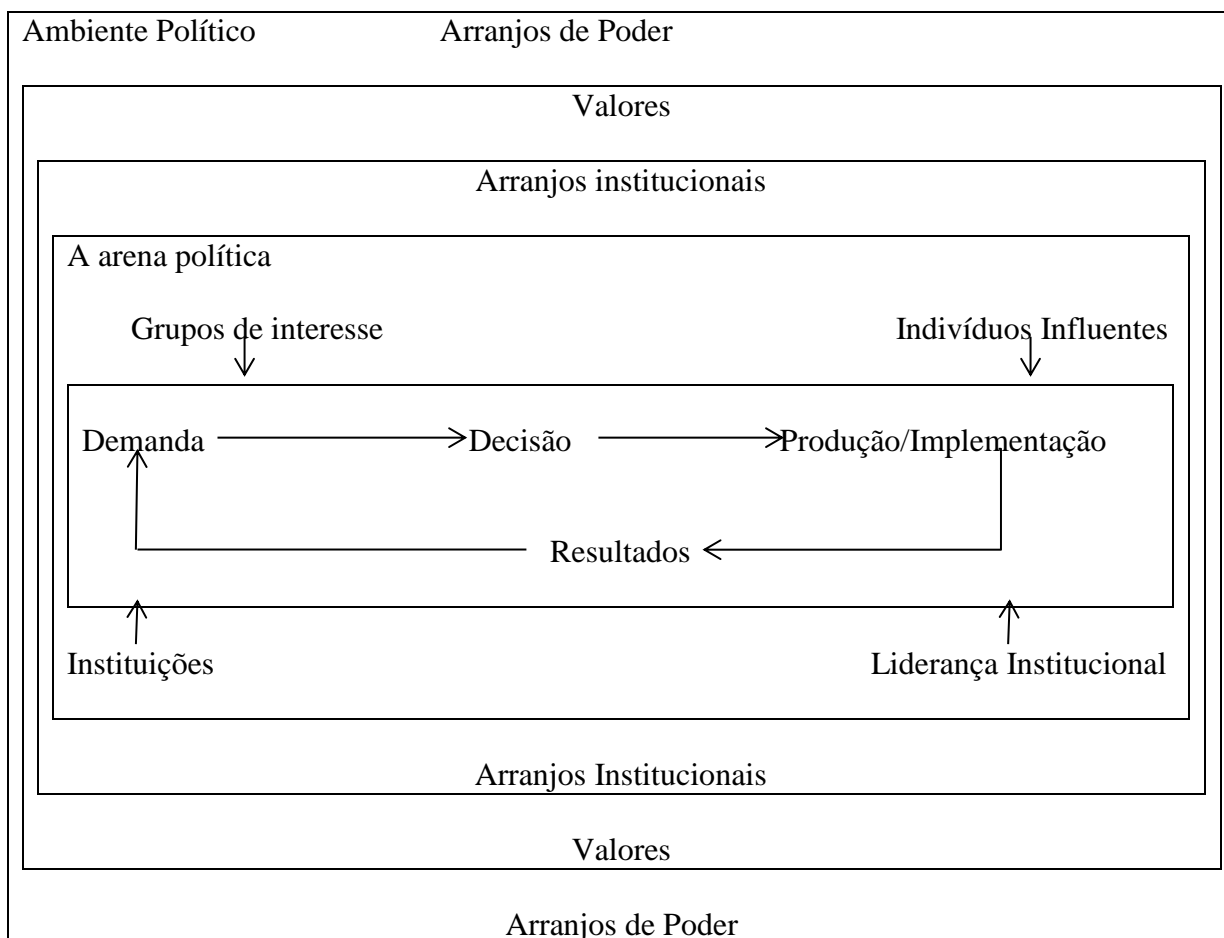 Ambiente Político Arranjos de Poder
Valores
Arranjos institucionais
A arena política
Grupos de interesse Indivíduos Influentes
Demanda Decisão Produção/Implementação
Resultados
Instituições Liderança Institucional
Arranjos Institucionais
Valores
Arranjos de Poder